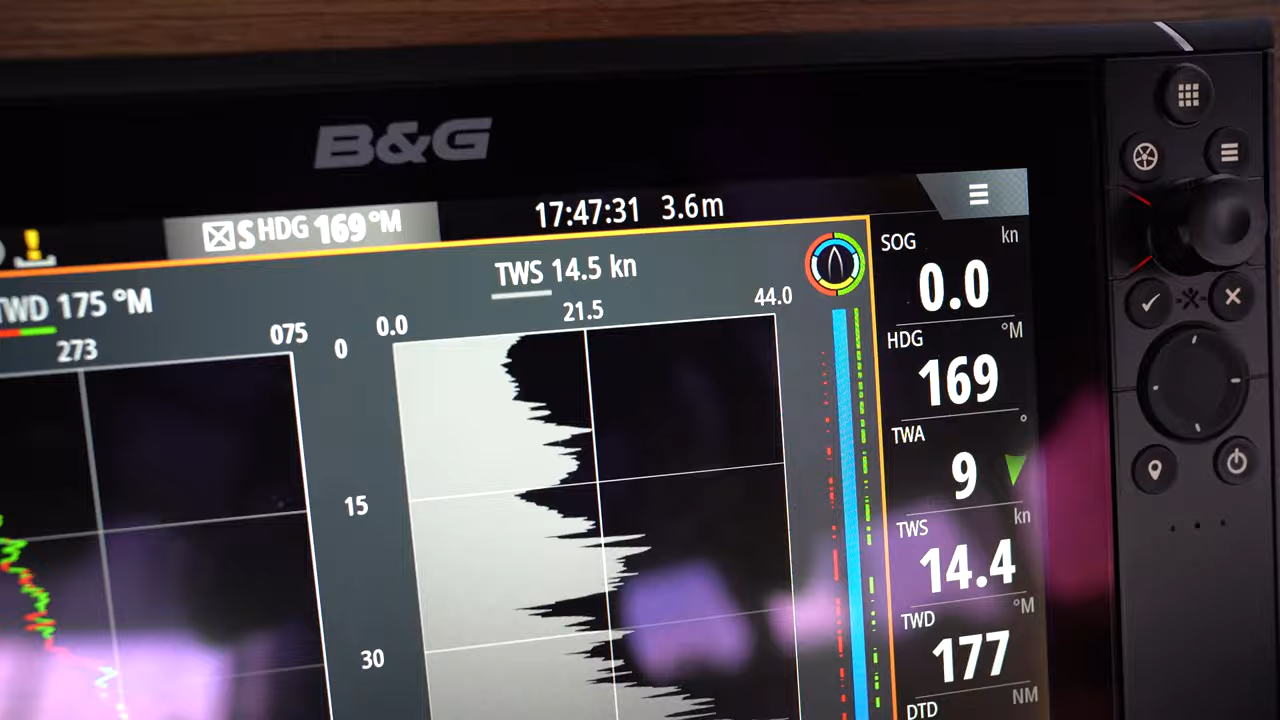 B&G
S HDG 169 °M
17:47:31 3.6m
TWD 175 °M
273
075
TWS 14.5 kn
0.0
21.5
44.0
0
15
30
SOG kn
0.0
HDG °M
169
TWA °
9
TWS kn
14.4
TWD °M
177
DTD NM